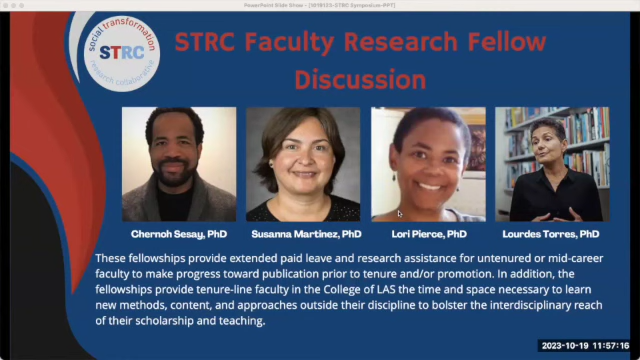 PowerPoint Slide Show - [101923-STRC Symposium-PPT]
social transformation
STRC
research collaborative
STRC Faculty Research Fellow
Discussion
Chernoh Sesay, PhD
Susanna Martinez, PhD
Lori Pierce, PhD
Lourdes Torres, PhD
These fellowships provide extended paid leave and research assistance for untenured or mid-career
faculty to make progress toward publication prior to tenure and/or promotion. In addition, the
fellowships provide tenure-line faculty in the College of LAS the time and space necessary to learn
new methods, content, and approaches outside their discipline to bolster the interdisciplinary reach
of their scholarship and teaching.
2023-10-19 11:57:16